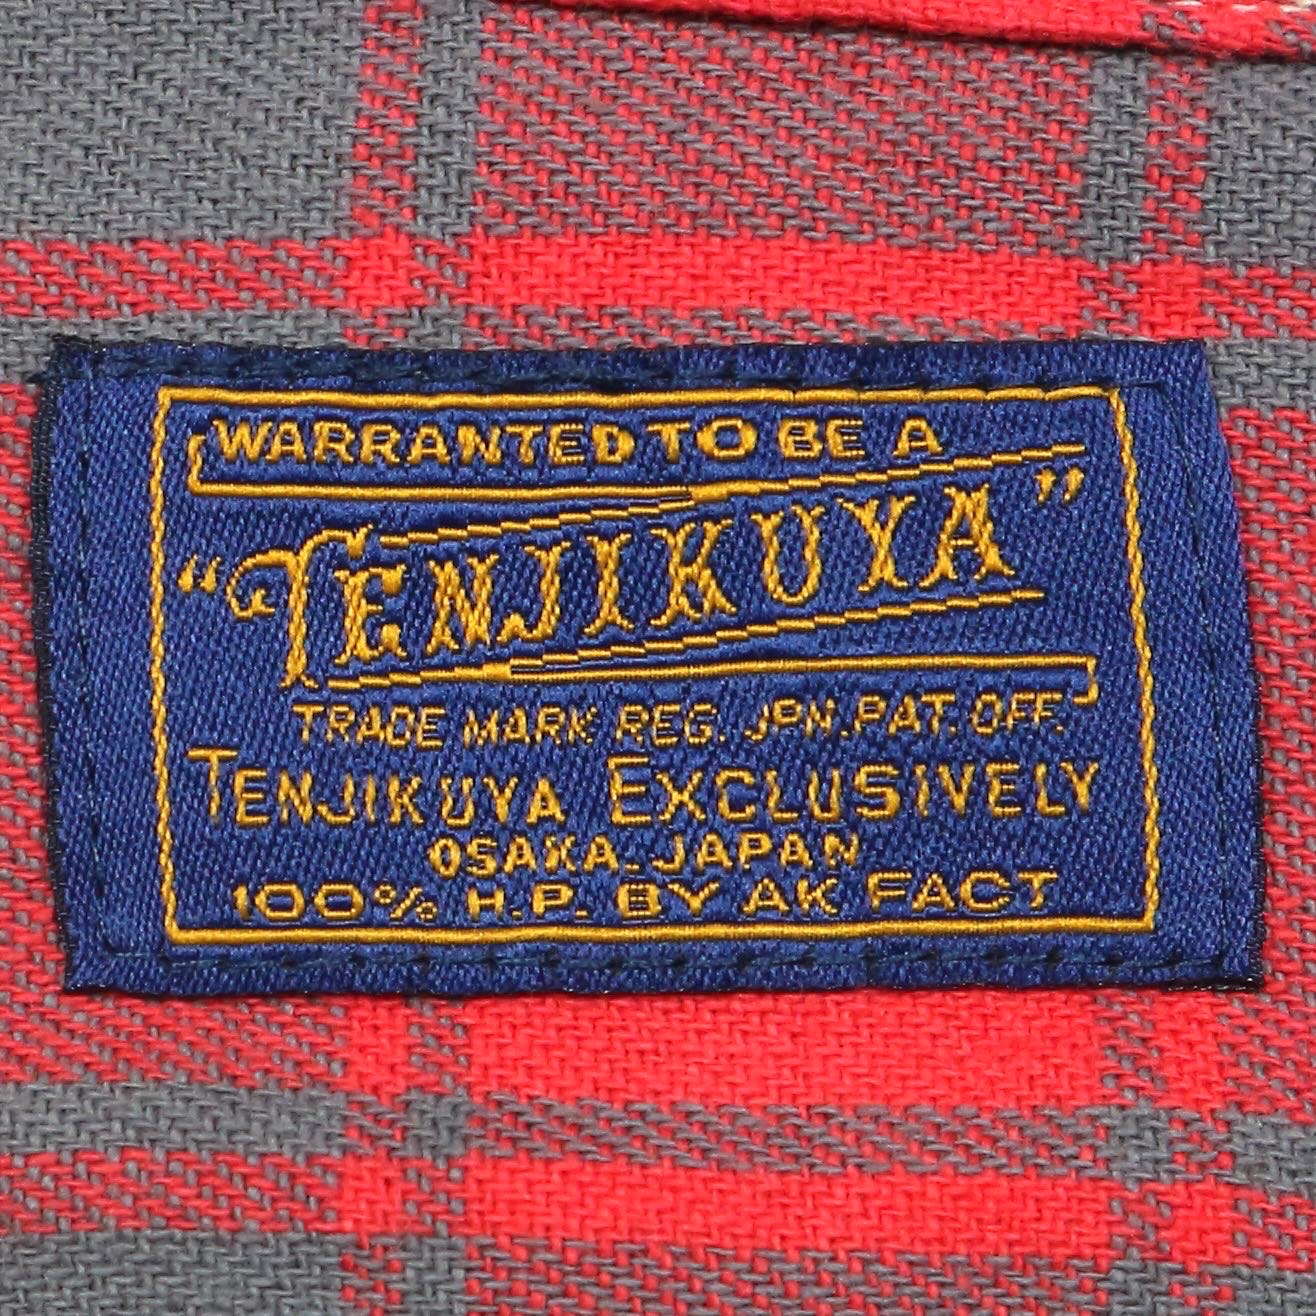 WARRANTED TO BE A
“TENJIKUYA”
TRADE MARK REG. JPN. PAT. OFF.
TENJIKUYA EXCLUSIVELY
OSAKA. JAPAN
100% H.P. BY AK FACT